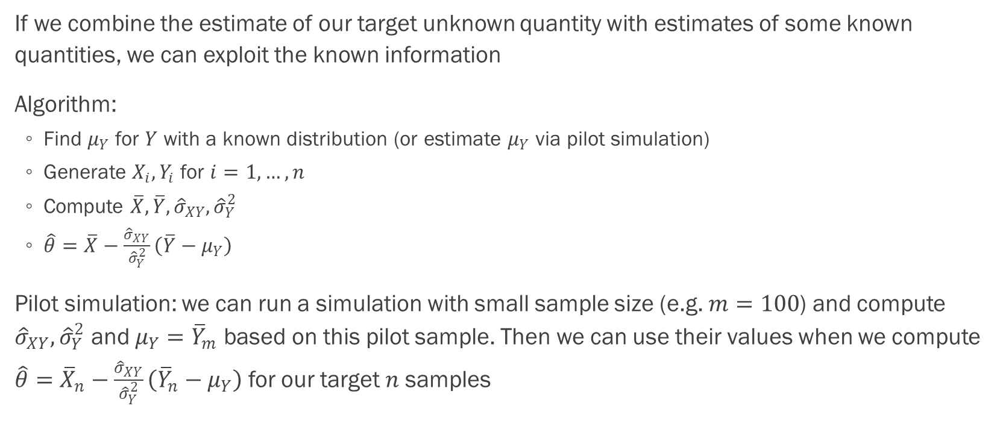 If we combine the estimate of our target unknown quantity with estimates of some known
quantities, we can exploit the known information
Algorithm:
◦ Find $\mu_Y$ for $Y$ with a known distribution (or estimate $\mu_Y$ via pilot simulation)
◦ Generate $X_i, Y_i$ for $i = 1, \ldots, n$
◦ Compute $\bar{X}, \bar{Y}, \hat{\sigma}_{XY}, \hat{\sigma}_Y^2$
◦ $\hat{\theta} = \bar{X} - \frac{\hat{\sigma}_{XY}}{\hat{\sigma}_Y^2}(\bar{Y} - \mu_Y)$
Pilot simulation: we can run a simulation with small sample size (e.g. $m = 100$) and compute
$\hat{\sigma}_{XY}, \hat{\sigma}_Y^2$ and $\mu_Y = \bar{Y}_m$ based on this pilot sample. Then we can use their values when we compute
$\hat{\theta} = \bar{X}_n - \frac{\hat{\sigma}_{XY}}{\hat{\sigma}_Y^2}(\bar{Y}_n - \mu_Y)$ for our target $n$ samples